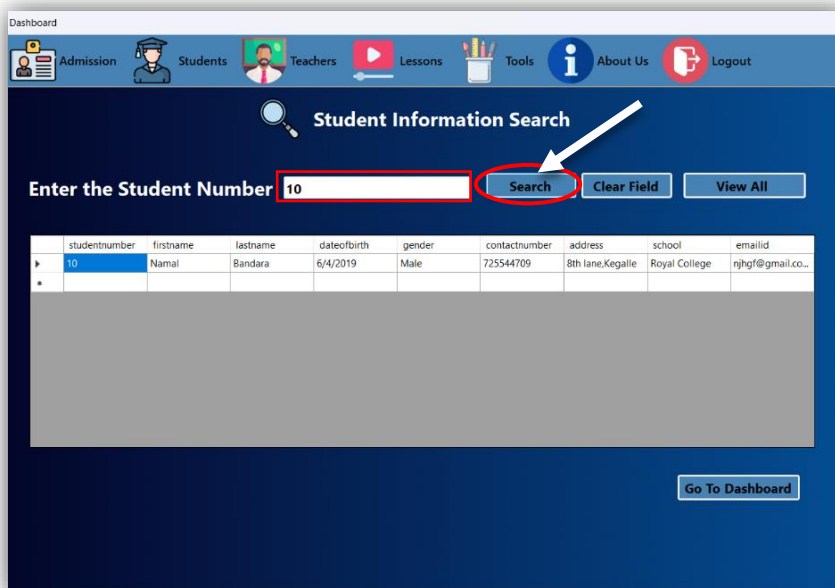 Dashboard
Admission Students Teachers Lessons Tools About Us Logout
Student Information Search
Enter the Student Number 10 Search Clear Field View All
studentnumber firstname lastname dateofbirth gender contactnumber address school emailid
10 Namal Bandara 6/4/2019 Male 725544709 8th lane,Kegalle Royal College njhgf@gmail.co...
Go To Dashboard